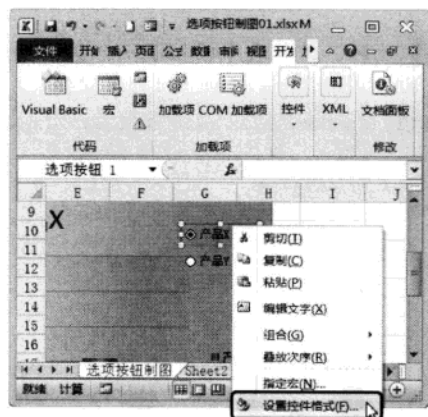 选项按钮制图01.xlsx M
文件 开始 插入 页面 公式 数据 审阅 视图 开发
Visual Basic 宏 加载项 COM 加载项 控件 XML 文档面板
代码 加载项 修改
选项按钮 1 fx
E F G H I J
9 X
10 产品X
11
12 产品Y
13
14
15
16
剪切(T)
复制(C)
粘贴(P)
编辑文字(X)
组合(G)
叠放次序(R)
指定宏(N)...
设置控件格式(F)...
选项按钮制图 Sheet2
就绪 计算